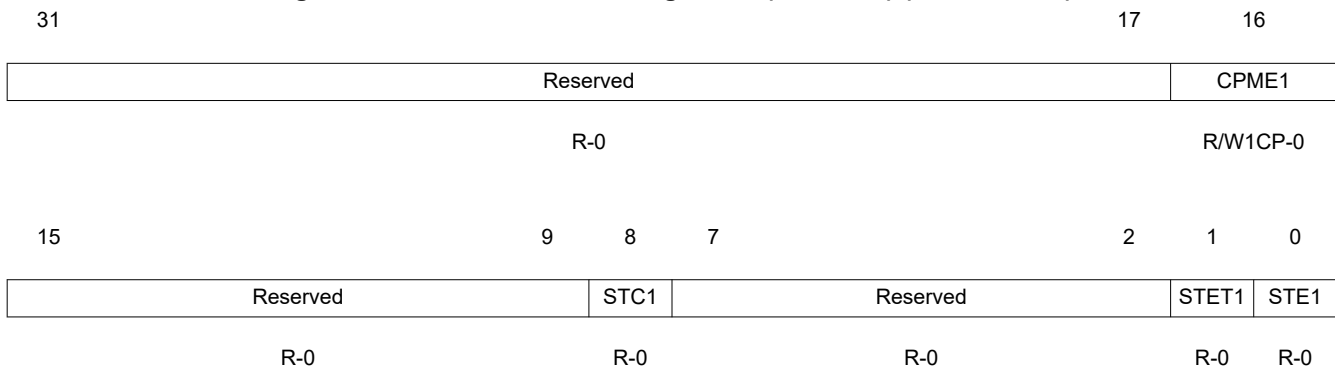 31 17 16
Reserved CPME1
R-0 R/W1CP-0
15 9 8 7 2 1 0
Reserved STC1 Reserved STET1 STE1
R-0 R-0 R-0 R-0 R-0